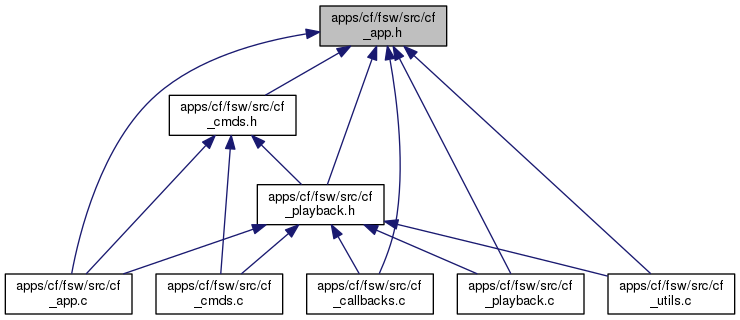 apps/cf/fsw/src/cf
_app.h
apps/cf/fsw/src/cf
_cmds.h
apps/cf/fsw/src/cf
_playback.h
apps/cf/fsw/src/cf
_app.c
apps/cf/fsw/src/cf
_cmds.c
apps/cf/fsw/src/cf
_callbacks.c
apps/cf/fsw/src/cf
_playback.c
apps/cf/fsw/src/cf
_utils.c